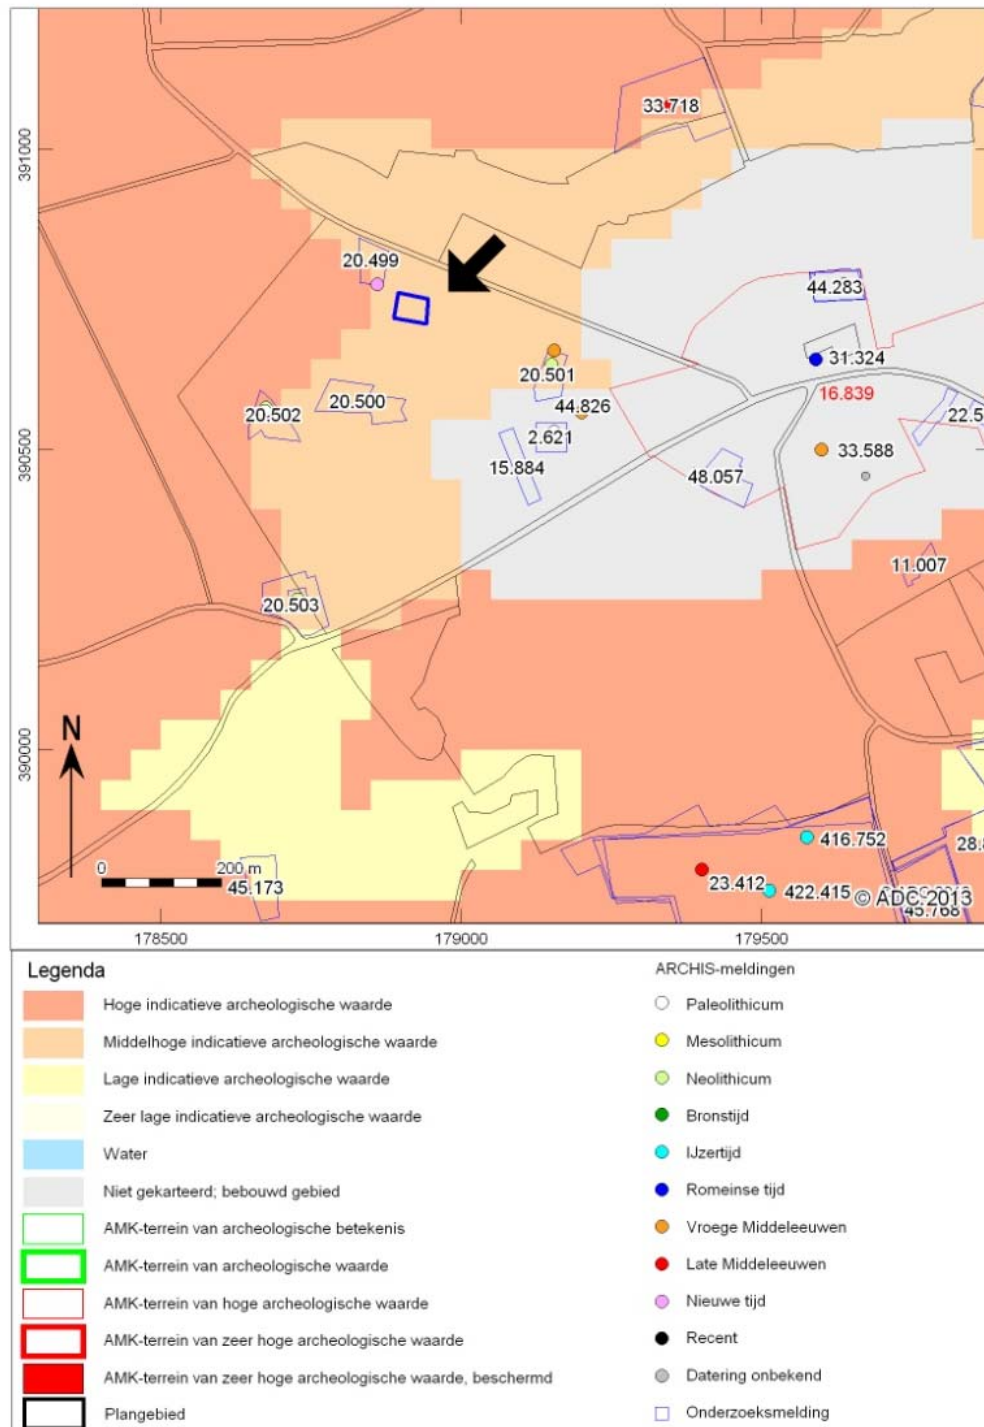 33.718
391000
20.499
44.283
31.324
20.501
16.839
20.500
44.826
20.502
22.5
2.621
33.588
390500
15.884
48.057
11.007
20.503
N
390000
416.752
28.8
0 200 m
23.412
422.415
45.173
© ADC 2013
45.768
178500 179000 179500
Legenda
Hoge indicatieve archeologische waarde
Middelhoge indicatieve archeologische waarde
Lage indicatieve archeologische waarde
Zeer lage indicatieve archeologische waarde
Water
Niet gekarteerd; bebouwd gebied
AMK-terrein van archeologische betekenis
AMK-terrein van archeologische waarde
AMK-terrein van hoge archeologische waarde
AMK-terrein van zeer hoge archeologische waarde
AMK-terrein van zeer hoge archeologische waarde, beschermd
Plangebied
ARCHIS-meldingen
Paleolithicum
Mesolithicum
Neolithicum
Bronstijd
IJzertijd
Romeinse tijd
Vroege Middeleeuwen
Late Middeleeuwen
Nieuwe tijd
Recent
Datering onbekend
Onderzoeksmelding